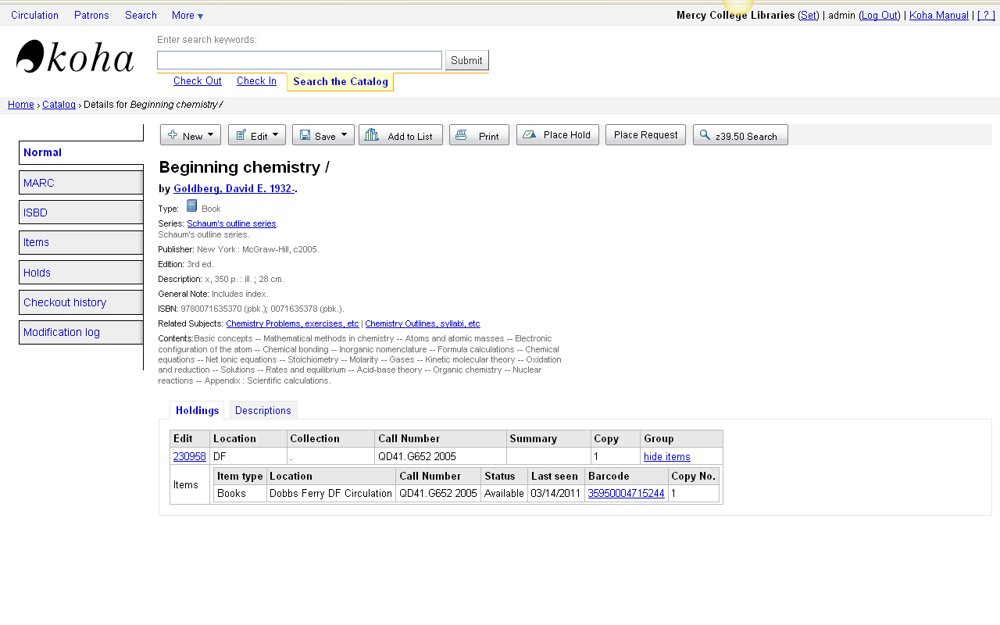 Circulation Patrons Search More ▼ Mercy College Libraries (Set) | admin (Log Out) | Koha Manual | [ ? ]
koha
Enter search keywords:
Submit
Check Out Check In Search the Catalog
Home › Catalog › Details for Beginning chemistry /
New Edit Save Add to List Print Place Hold Place Request z39.50 Search
Normal
MARC
ISBD
Items
Holds
Checkout history
Modification log
Beginning chemistry /
by Goldberg, David E. 1932-.
Type: Book
Series: Schaum's outline series.
Schaum's outline series.
Publisher: New York : McGraw-Hill, c2005.
Edition: 3rd ed.
Description: x, 350 p. : ill. ; 28 cm.
General Note: Includes index.
ISBN: 9780071635370 (pbk.); 0071635378 (pbk.).
Related Subjects: Chemistry Problems, exercises, etc | Chemistry Outlines, syllabi, etc
Contents:Basic concepts -- Mathematical methods in chemistry -- Atoms and atomic masses -- Electronic
configuration of the atom -- Chemical bonding -- Inorganic nomenclature -- Formula calculations -- Chemical
equations -- Net Ionic equations -- Stoichiometry -- Molarity -- Gases -- Kinetic molecular theory -- Oxidation
and reduction -- Solutions -- Rates and equilibrium -- Acid-base theory -- Organic chemistry -- Nuclear
reactions -- Appendix : Scientific calculations.
Holdings Descriptions
Edit Location Collection Call Number Summary Copy Group
230958 DF . QD41.G652 2005 1 hide items
Items
Item type Location Call Number Status Last seen Barcode Copy No.
Books Dobbs Ferry DF Circulation QD41.G652 2005 Available 03/14/2011 35950004715244 1